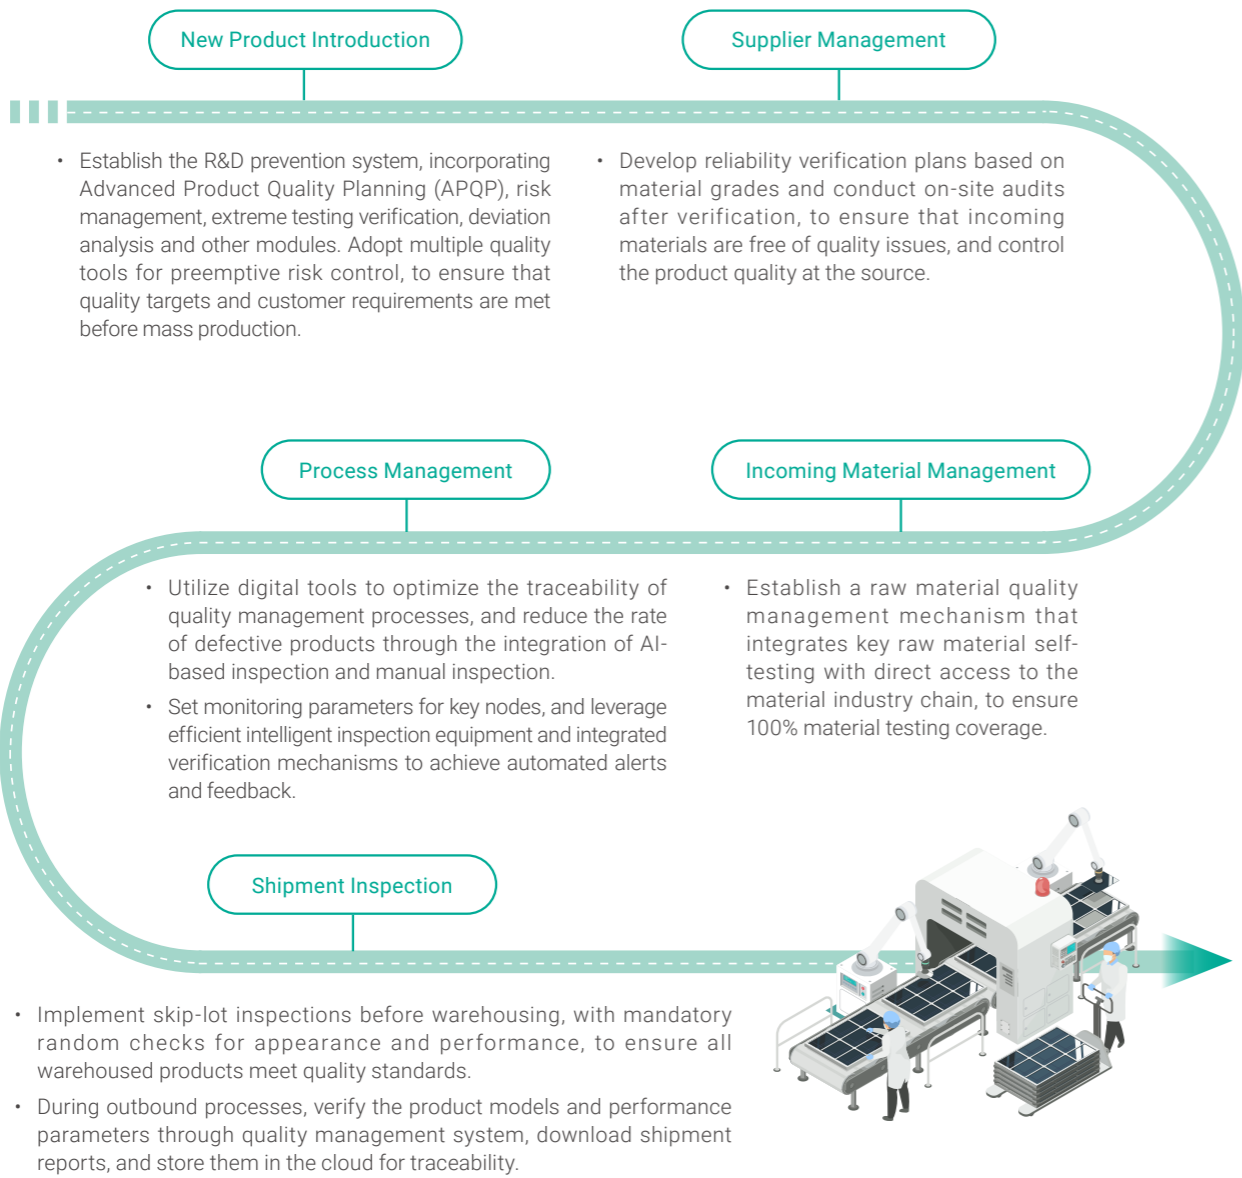 New Product Introduction
Supplier Management
• Establish the R&D prevention system, incorporating
Advanced Product Quality Planning (APQP), risk
management, extreme testing verification, deviation
analysis and other modules. Adopt multiple quality
tools for preemptive risk control, to ensure that
quality targets and customer requirements are met
before mass production.
• Develop reliability verification plans based on
material grades and conduct on-site audits
after verification, to ensure that incoming
materials are free of quality issues, and control
the product quality at the source.
Incoming Material Management
• Establish a raw material quality
management mechanism that
integrates key raw material self-
testing with direct access to the
material industry chain, to ensure
100% material testing coverage.
Process Management
• Utilize digital tools to optimize the traceability of
quality management processes, and reduce the rate
of defective products through the integration of AI-
based inspection and manual inspection.
• Set monitoring parameters for key nodes, and leverage
efficient intelligent inspection equipment and integrated
verification mechanisms to achieve automated alerts
and feedback.
Shipment Inspection
• Implement skip-lot inspections before warehousing, with mandatory
random checks for appearance and performance, to ensure all
warehoused products meet quality standards.
• During outbound processes, verify the product models and performance
parameters through quality management system, download shipment
reports, and store them in the cloud for traceability.